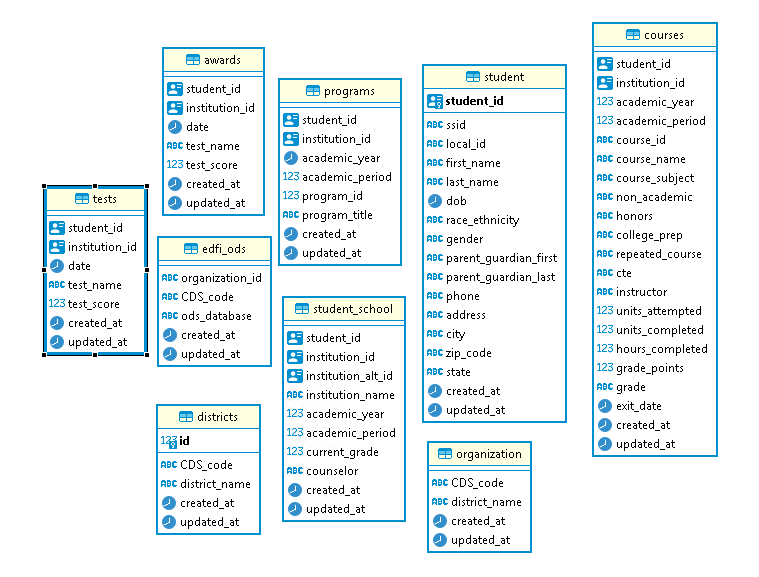 awards
student_id
institution_id
date
ABC test_name
123 test_score
created_at
updated_at
programs
student_id
institution_id
academic_year
123 academic_period
123 program_id
ABC program_title
created_at
updated_at
student
student_id
ABC ssid
ABC local_id
ABC first_name
ABC last_name
dob
ABC race_ethnicity
ABC gender
ABC parent_guardian_first
ABC parent_guardian_last
ABC phone
ABC address
ABC city
ABC zip_code
ABC state
created_at
updated_at
courses
student_id
institution_id
123 academic_year
123 academic_period
ABC course_id
ABC course_name
ABC course_subject
ABC non_academic
ABC honors
ABC college_prep
ABC repeated_course
ABC cte
ABC instructor
123 units_attempted
123 units_completed
123 hours_completed
123 grade_points
ABC grade
exit_date
created_at
updated_at
tests
student_id
institution_id
date
ABC test_name
123 test_score
created_at
updated_at
edfi_ods
ABC organization_id
ABC CDS_code
ABC ods_database
created_at
updated_at
student_school
student_id
institution_id
institution_alt_id
ABC institution_name
123 academic_year
123 academic_period
123 current_grade
ABC counselor
created_at
updated_at
districts
123 id
ABC CDS_code
ABC district_name
created_at
updated_at
organization
ABC CDS_code
ABC district_name
created_at
updated_at